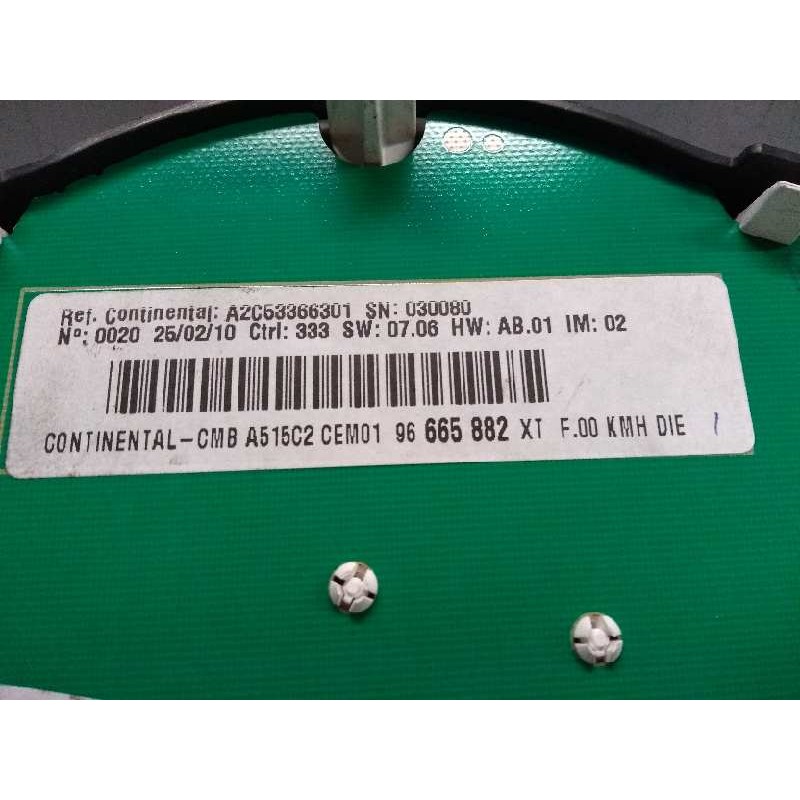 Ref. Continental: A2C53366301 SN: 030080
Nº: 0020 25/02/10 Ctrl: 333 SW: 07.06 HW: AB.01 IM: 02
CONTINENTAL-CMB A515C2 CEM01 96 665 882 XT F.00 KMH DIE